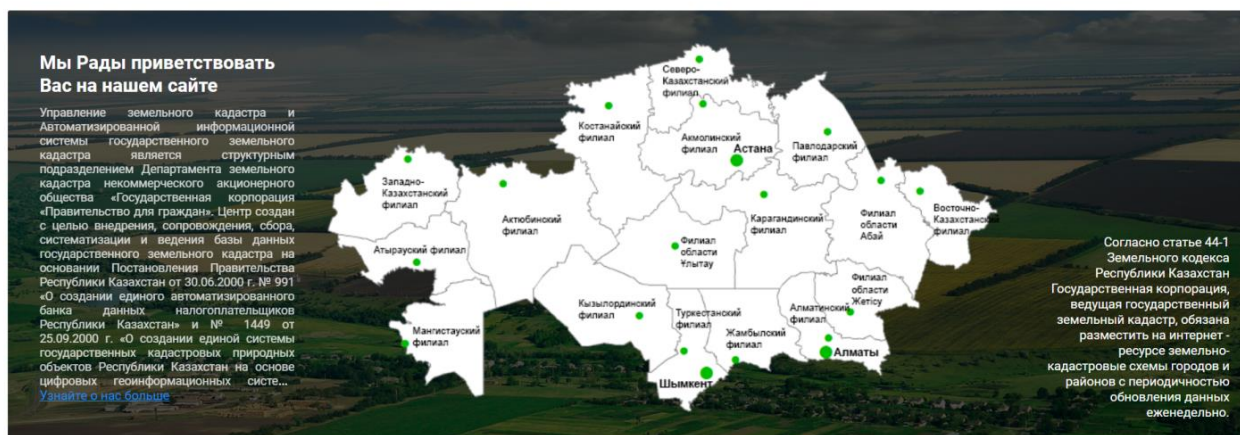 Мы Рады приветствовать
Вас на нашем сайте
Управление земельного кадастра и
Автоматизированной информационной
системы государственного земельного
кадастра является структурным
подразделением Департамента земельного
кадастра некоммерческого акционерного
общества «Государственная корпорация
«Правительство для граждан». Центр создан
с целью внедрения, сопровождения, сбора,
систематизации и ведения базы данных
государственного земельного кадастра на
основании Постановления Правительства
Республики Казахстан от 30.06.2000 г. № 991
«О создании единого автоматизированного
банка данных налогоплательщиков
Республики Казахстан» и № 1449 от
25.09.2000 г. «О создании единой системы
государственных кадастровых природных
объектов Республики Казахстан на основе
цифровых геоинформационных систе...
Узнайте о нас больше
Северо-
Казахстанский
филиал
Костанайский
филиал
Акмолинский
филиал
Астана
Павлодарский
филиал
Западно-
Казахстанский
филиал
Актюбинский
филиал
Карагандинский
филиал
Филиал
области
Абай
Восточно-
Казахстанский
филиал
Атырауский филиал
Филиал
области
Ұлытау
Филиал
области
Жетісу
Кызылординский
филиал
Туркестанский
филиал
Алматинский
филиал
Мангистауский
филиал
Жамбылский
филиал
Алматы
Шымкент
Согласно статье 44-1
Земельного кодекса
Республики Казахстан
Государственная корпорация,
ведущая государственный
земельный кадастр, обязана
разместить на интернет -
ресурсе земельно-
кадастровые схемы городов и
районов с периодичностью
обновления данных
еженедельно.